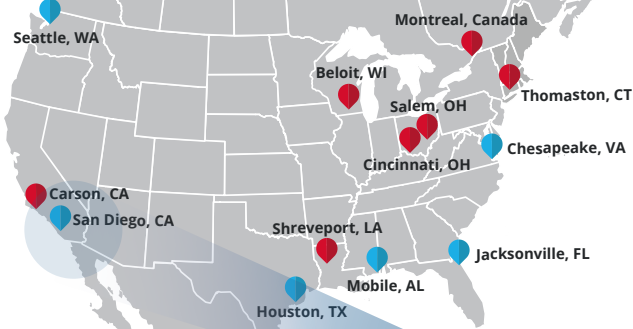 Montreal, Canada
Seattle, WA
Beloit, WI
Thomaston, CT
Salem, OH
Chesapeake, VA
Cincinnati, OH
Carson, CA
San Diego, CA
Shreveport, LA
Jacksonville, FL
Mobile, AL
Houston, TX